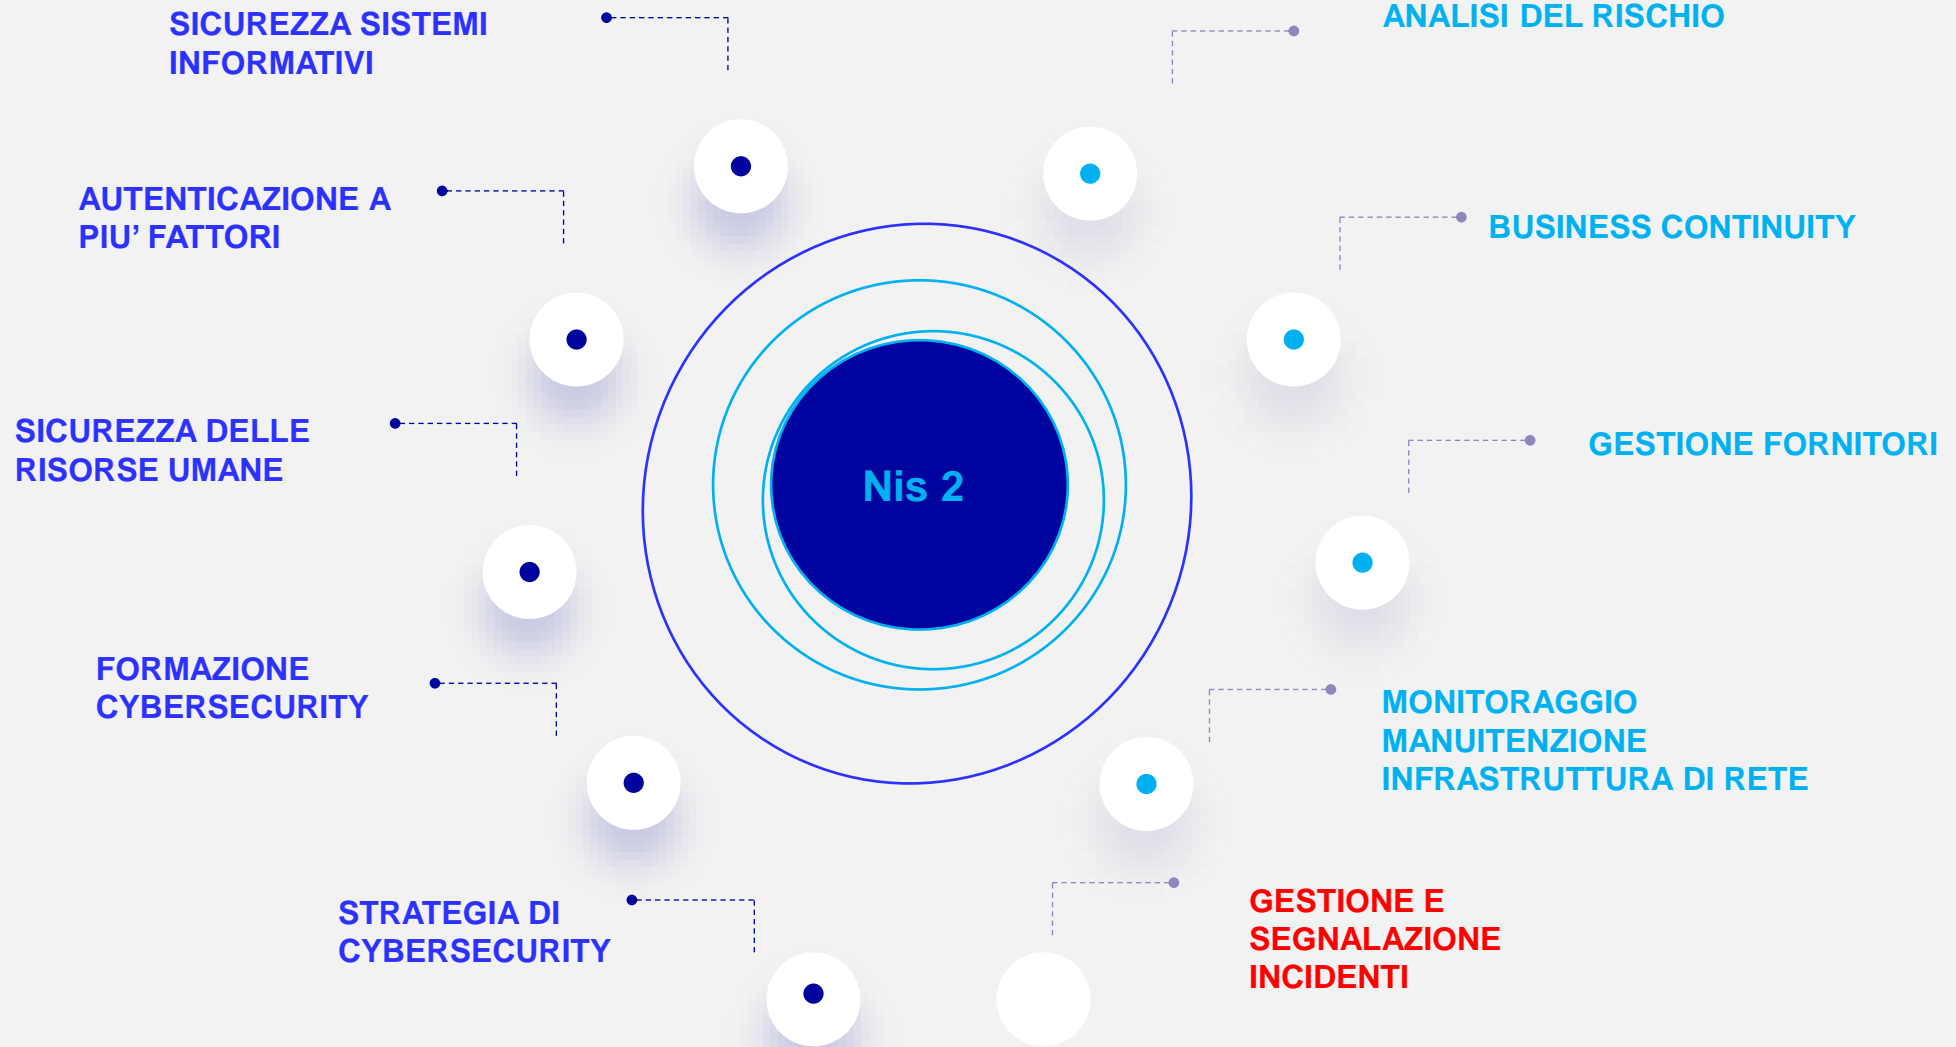 SICUREZZA SISTEMI
INFORMATIVI
ANALISI DEL RISCHIO
AUTENTICAZIONE A
PIU’ FATTORI
BUSINESS CONTINUITY
SICUREZZA DELLE
RISORSE UMANE
GESTIONE FORNITORI
Nis 2
FORMAZIONE
CYBERSECURITY
MONITORAGGIO
MANUITENZIONE
INFRASTRUTTURA DI RETE
STRATEGIA DI
CYBERSECURITY
GESTIONE E
SEGNALAZIONE
INCIDENTI